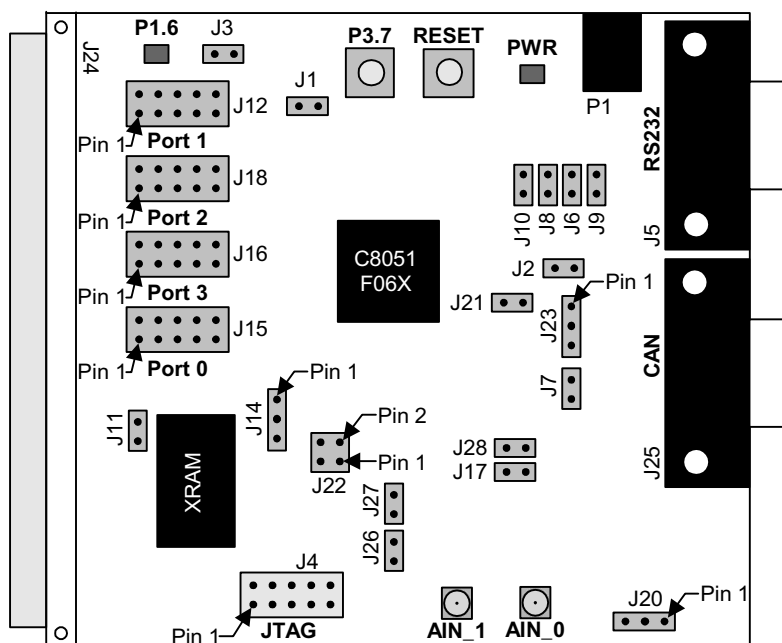 J24
P1.6
J3
P3.7
RESET
PWR
P1
RS232
J5
J1
J12
Pin 1
Port 1
J18
Pin 1
Port 2
J16
Pin 1
Port 3
J15
Pin 1
Port 0
C8051
F06X
J10
J8
J6
J9
J2
J21
Pin 1
J23
J7
CAN
J25
J11
XRAM
Pin 1
J14
Pin 2
Pin 1
J22
J28
J17
J27
J26
J4
Pin 1
JTAG
AIN_1
AIN_0
J20
Pin 1